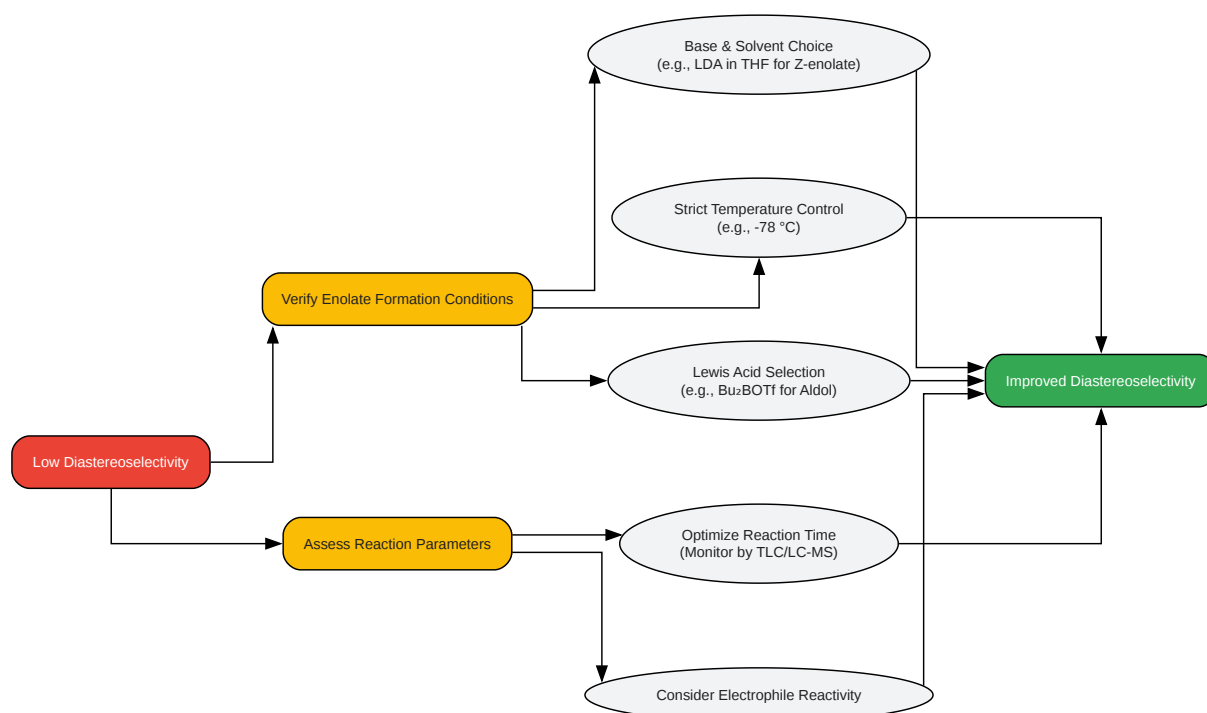 Base & Solvent Choice
(e.g., LDA in THF for Z-enolate)
Strict Temperature Control
(e.g., -78 °C)
Verify Enolate Formation Conditions
Lewis Acid Selection
(e.g., Bu₂BOTf for Aldol)
Improved Diastereoselectivity
Low Diastereoselectivity
Assess Reaction Parameters
Optimize Reaction Time
(Monitor by TLC/LC-MS)
Consider Electrophile Reactivity